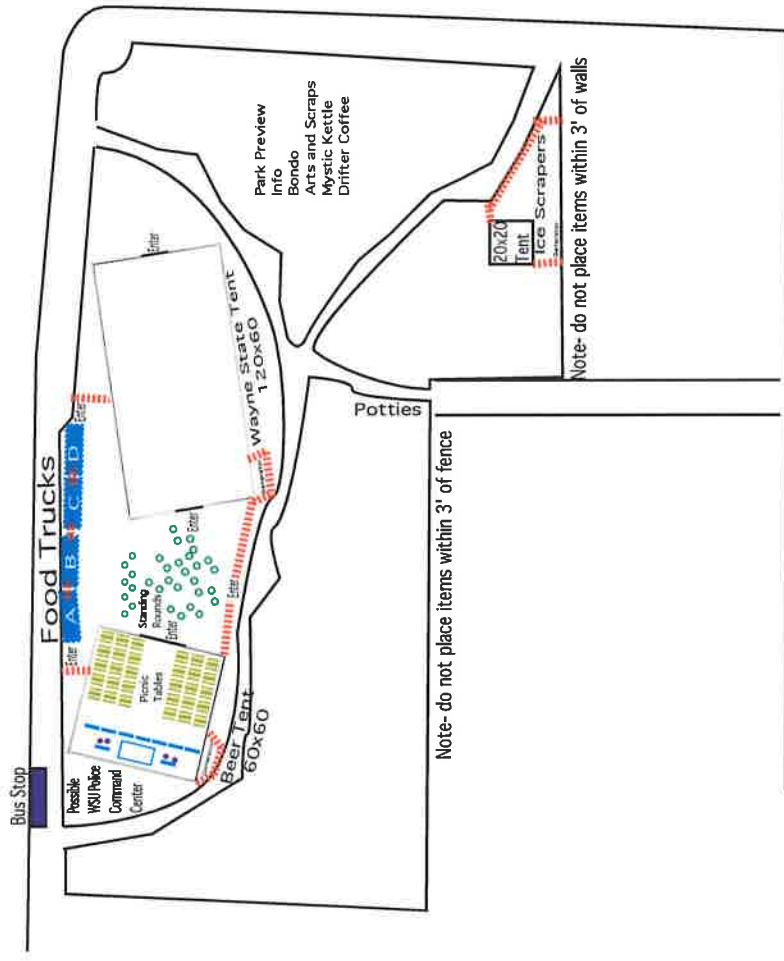 Bus Stop
Food Trucks
A B C D
Enter
Enter
Enter
Park Preview
Info
Bondo
Arts and Scraps
Mystic Kettle
Drifter Coffee
Wayne State Tent
120x60
Enter
Standing
Rounds
Enter
Enter
Picnic
Tables
Beer Tent
60x60
Possible
WSU Police
Command
Center
20x20
Tent
Ice Scrapers
Potties
Note- do not place items within 3' of walls
Note- do not place items within 3' of fence